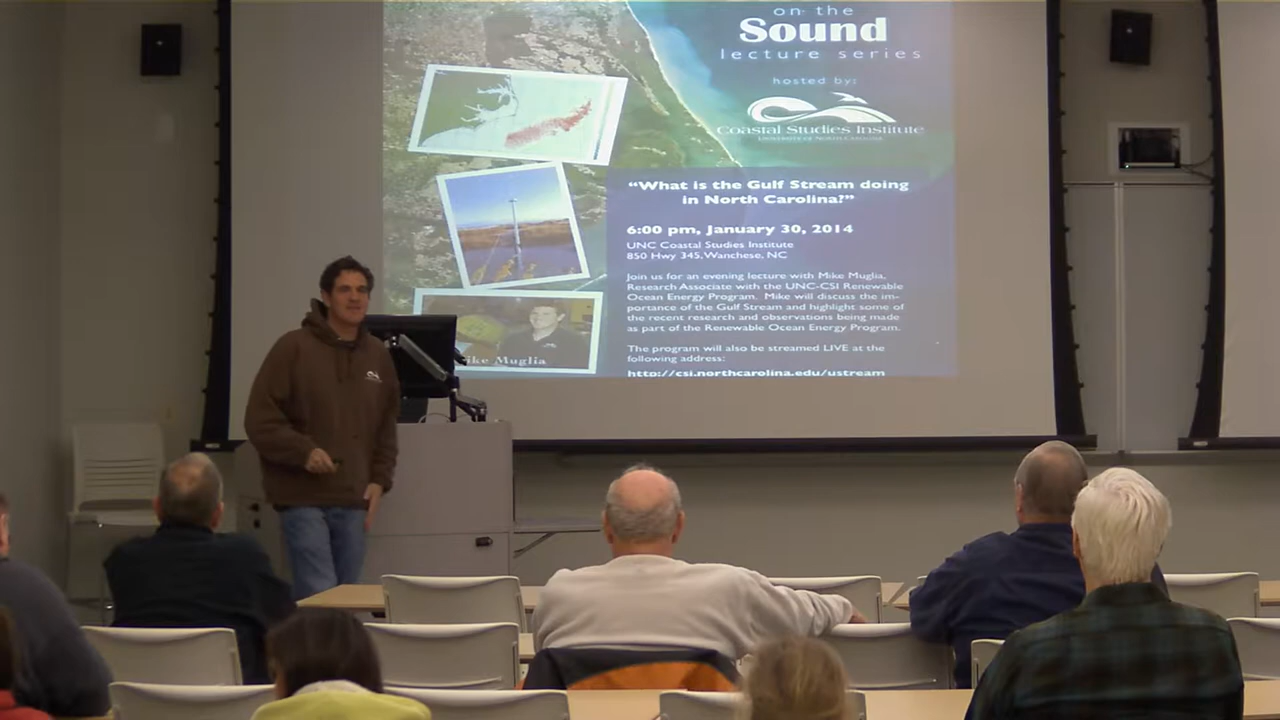 on the
Sound
lecture series
hosted by:
Coastal Studies Institute
UNIVERSITY OF NORTH CAROLINA
“What is the Gulf Stream doing
in North Carolina?”
6:00 pm, January 30, 2014
UNC Coastal Studies Institute
850 Hwy 345, Wanchese, NC
Join us for an evening lecture with Mike Muglia,
Research Associate with the UNC-CSI Renewable
Ocean Energy Program. Mike will discuss the im-
portance of the Gulf Stream and highlight some of
the recent research and observations being made
as part of the Renewable Ocean Energy Program.
Mike Muglia
The program will also be streamed LIVE at the
following address:
http://csi.northcarolina.edu/ustream